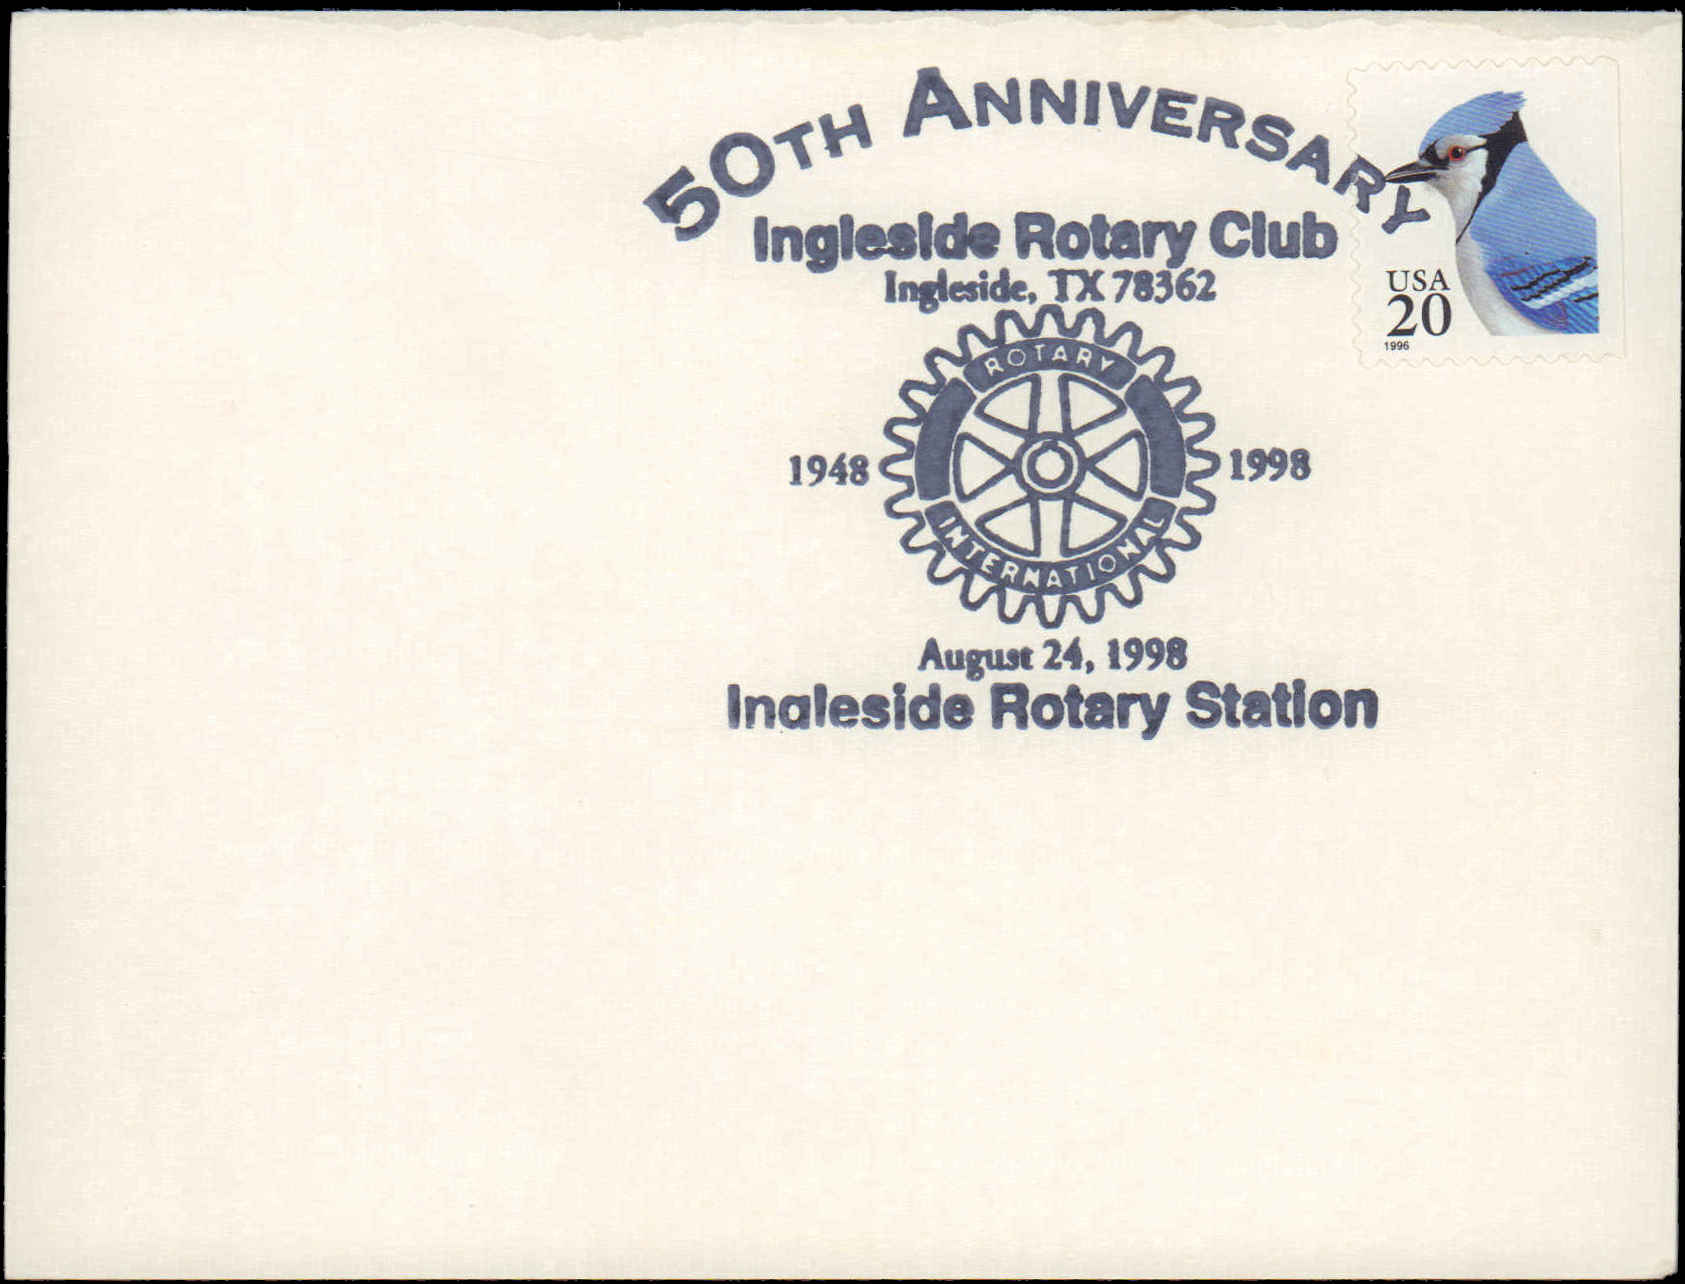 50TH ANNIVERSARY
Ingleside Rotary Club
Ingleside, TX 78362
ROTARY
1948 1998
INTERNATIONAL
August 24, 1998
Ingleside Rotary Station
USA
20
1996